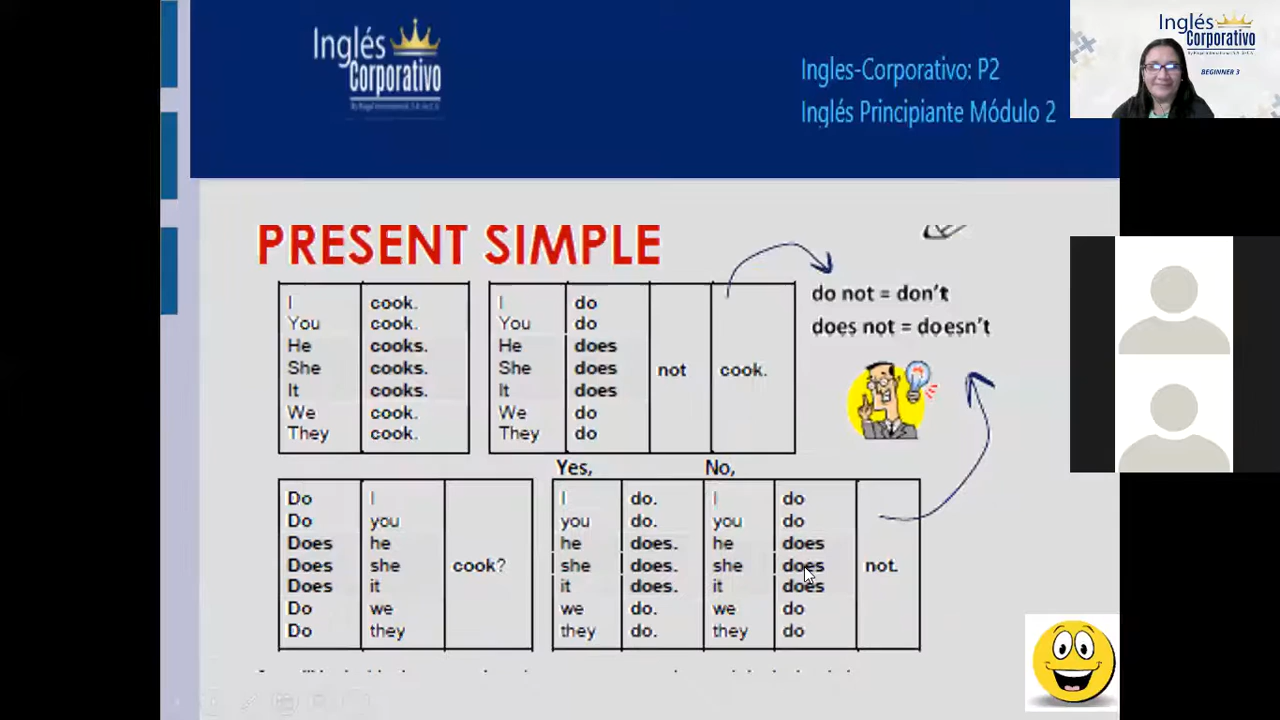 Inglés
Corporativo
Ingles-Corporativo: P2
Inglés Principiante Módulo 2
Inglés
Corporativo
BEGINNER 3
PRESENT SIMPLE
I cook.
You cook.
He cooks.
She cooks.
It cooks.
We cook.
They cook.
I do
You do
He does
She does
It does
We do
They do
not
cook.
do not = don't
does not = doesn't
Do I
Do you
Does he
Does she
Does it
Do we
Do they
cook?
Yes,
No,
I do. I do
you do. you do
he does. he does
she does. she does
it does. it does
we do. we do
they do. they do
not.